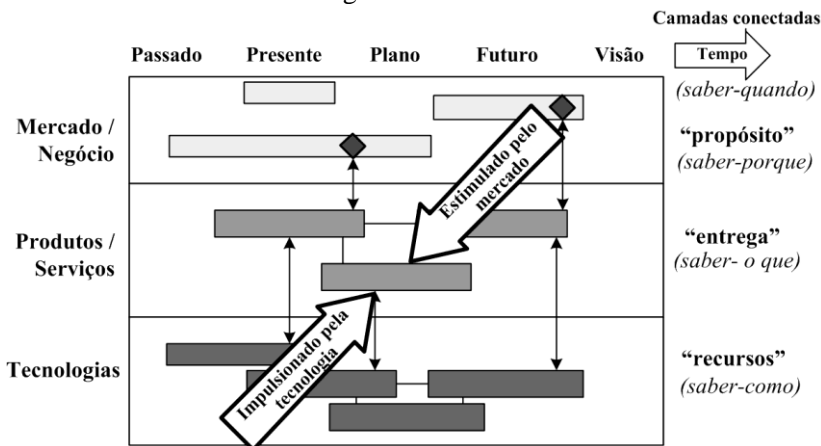 Camadas conectadas
Passado Presente Plano Futuro Visão Tempo
(saber-quando)
Mercado / Negócio
“propósito”
(saber-porque)
Estimulado pelo
mercado
Produtos /
Serviços
“entrega”
(saber- o que)
Impulsionado pela
tecnologia
Tecnologias
“recursos”
(saber-como)